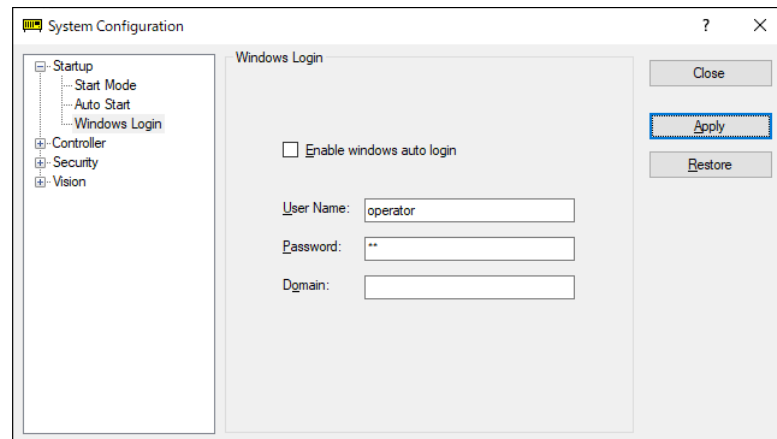 System Configuration
? ×
Startup
Start Mode
Auto Start
Windows Login
Controller
Security
Vision
Windows Login
Enable windows auto login
User Name: operator
Password: **
Domain:
Close
Apply
Restore